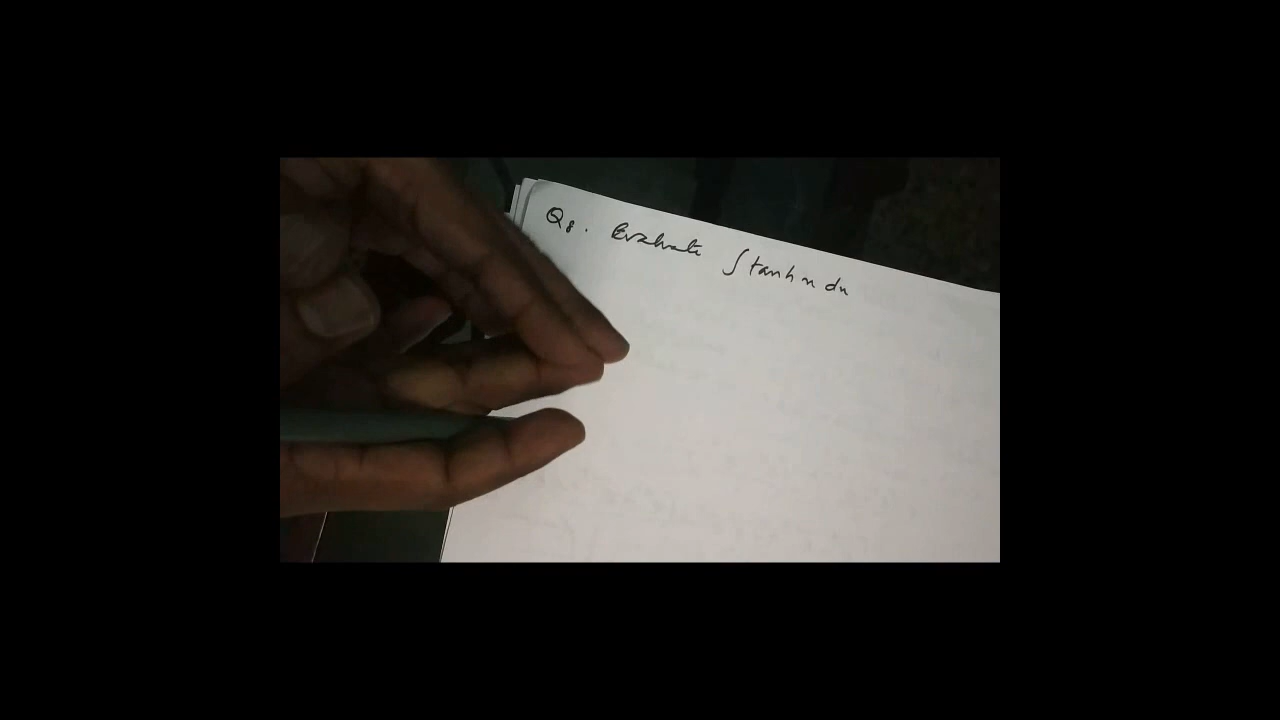 Q8. Evaluate ∫tanh x dx